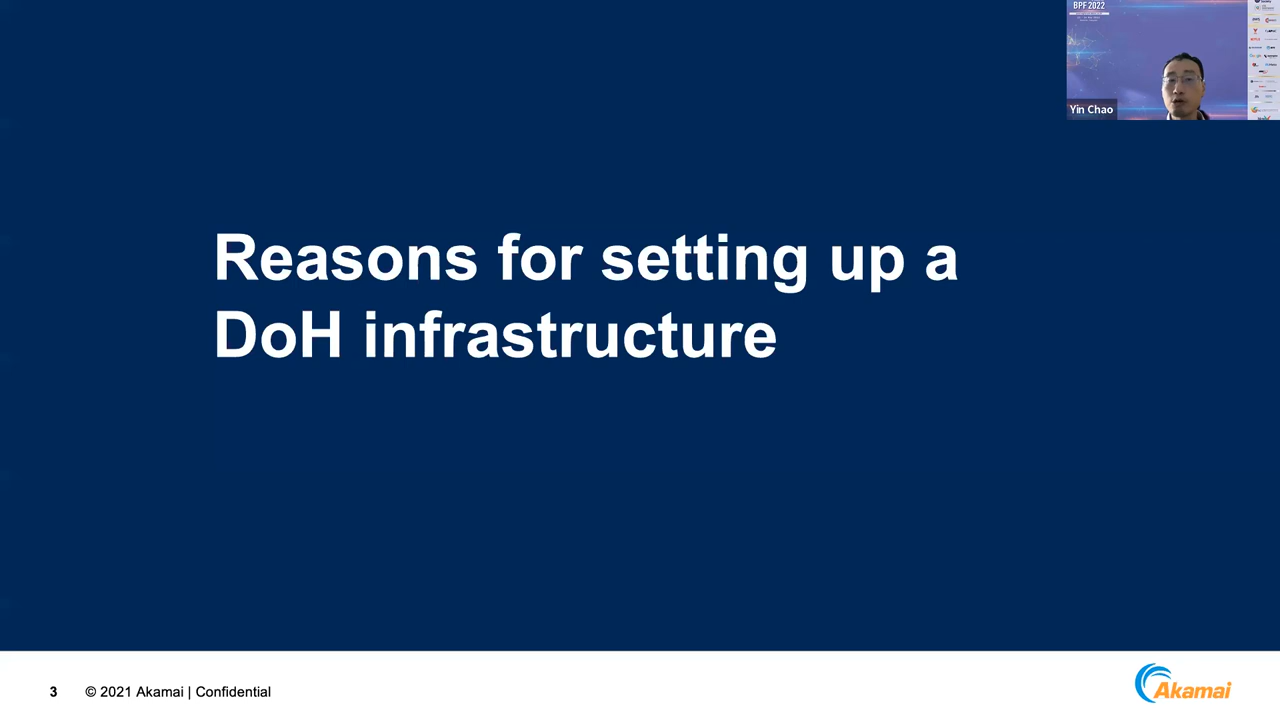 BPF 2022
Yin Chao
Reasons for setting up a
DoH infrastructure
3
© 2021 Akamai | Confidential
Akamai